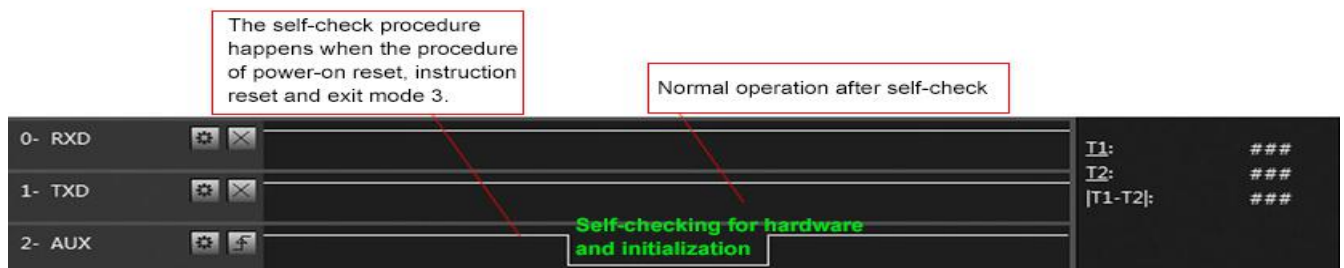 The self-check procedure
happens when the procedure
of power-on reset, instruction
reset and exit mode 3.
Normal operation after self-check
0- RXD
T1: ###
T2: ###
1- TXD
|T1-T2|: ###
Self-checking for hardware
2- AUX
and initialization